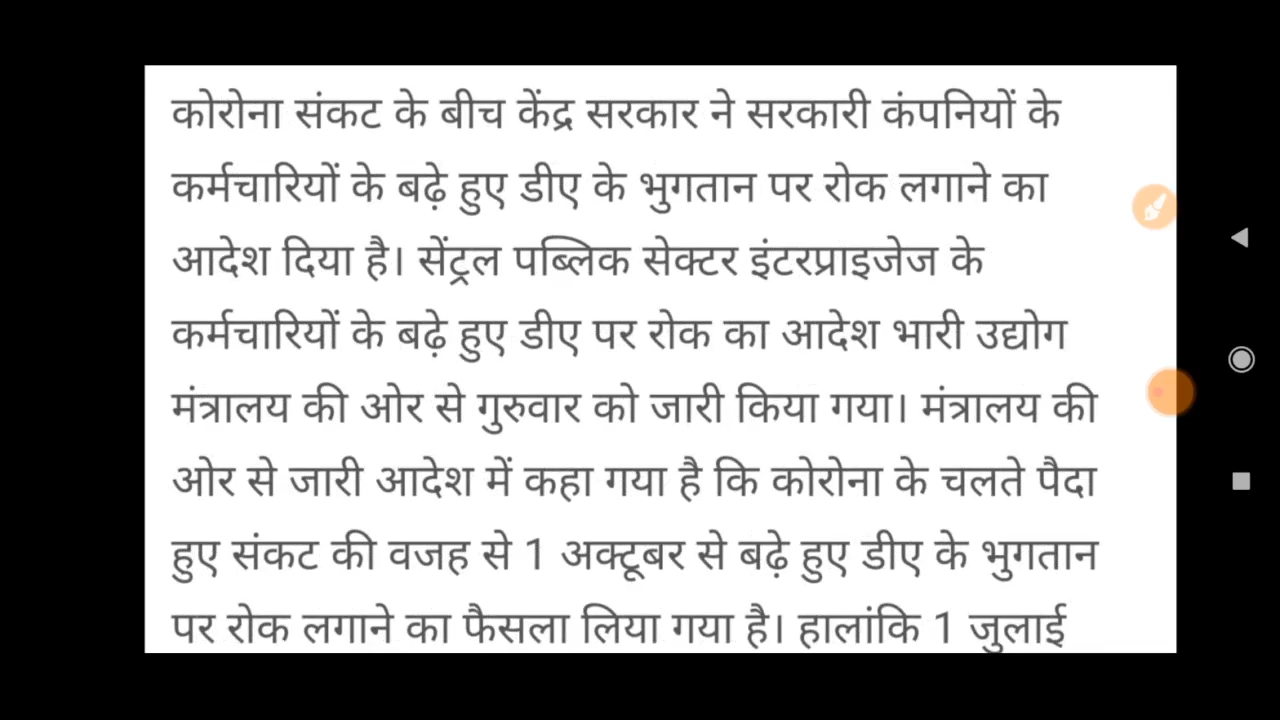 कोरोना संकट के बीच केंद्र सरकार ने सरकारी कंपनियों के
कर्मचारियों के बढ़े हुए डीए के भुगतान पर रोक लगाने का
आदेश दिया है। सेंट्रल पब्लिक सेक्टर इंटरप्राइजेज के
कर्मचारियों के बढ़े हुए डीए पर रोक का आदेश भारी उद्योग
मंत्रालय की ओर से गुरुवार को जारी किया गया। मंत्रालय की
ओर से जारी आदेश में कहा गया है कि कोरोना के चलते पैदा
हुए संकट की वजह से 1 अक्टूबर से बढ़े हुए डीए के भुगतान
पर रोक लगाने का फैसला लिया गया है। हालांकि 1 जुलाई